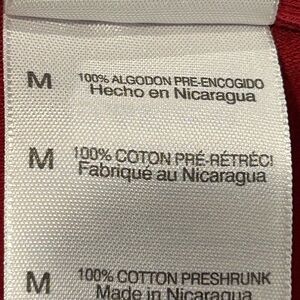 M 100% ALGODON PRE-ENCOGIDO
Hecho en Nicaragua
M 100% COTON PRÉ-RÉTRÉCI
Fabriqué au Nicaragua
M 100% COTTON PRESHRUNK
Made in Nicaragua